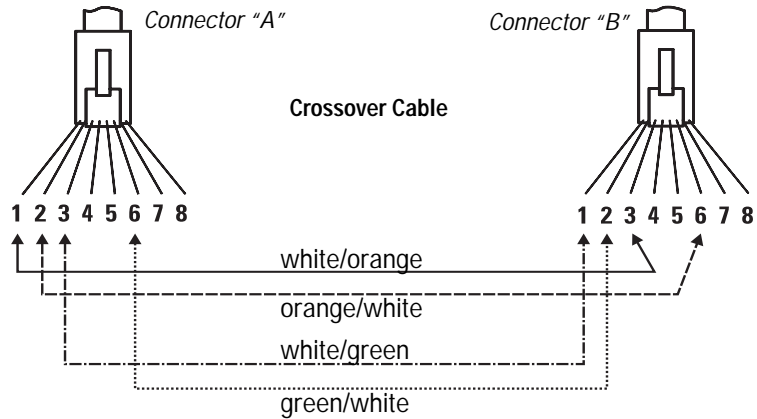 Connector "A"
Connector "B"
Crossover Cable
1 2 3 4 5 6 7 8
1 2 3 4 5 6 7 8
white/orange
orange/white
white/green
green/white